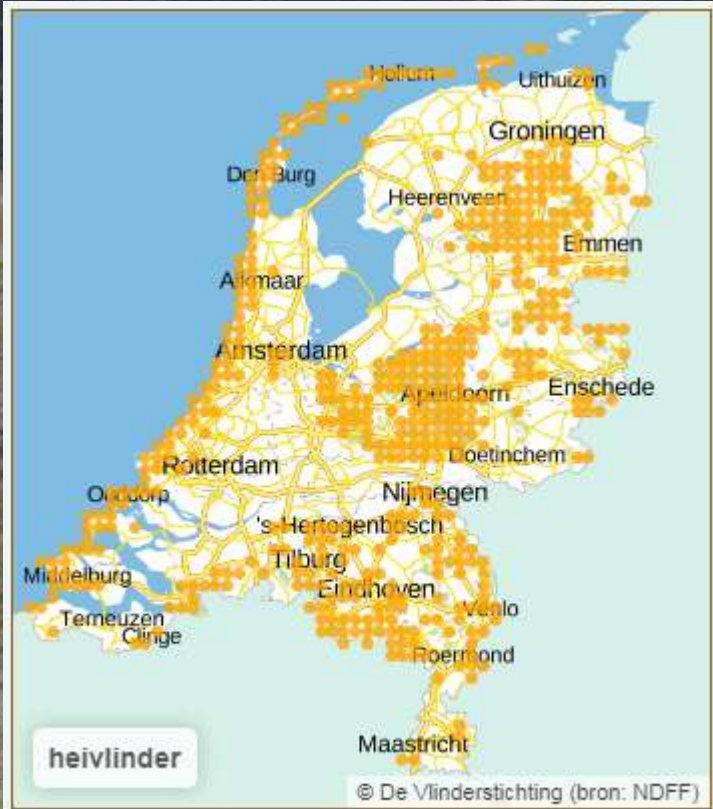 Hollum
Uithuizen
Groningen
Den Burg
Heerenveen
Emmen
Alkmaar
Amsterdam
Apeldoorn
Enschede
Rotterdam
Doetinchem
Nijmegen
Ouddorp
's-Hertogenbosch
Tilburg
Middelburg
Eindhoven
Terneuzen
Venlo
Clinge
Roermond
Maastricht
heivlinder
© De Vlinderstichting (bron: NDFF)